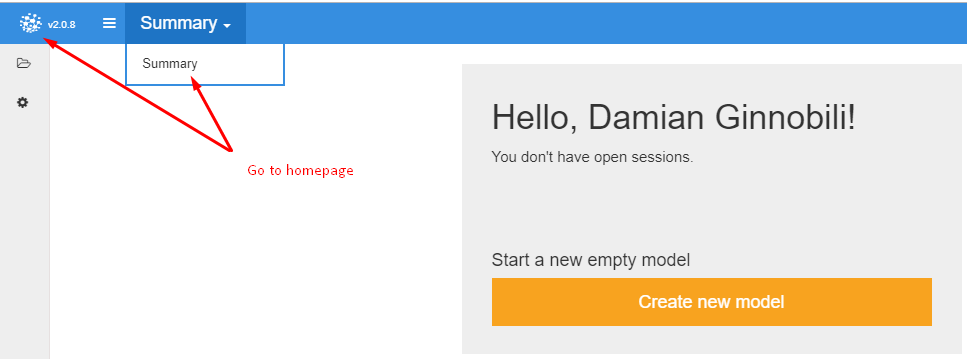 v2.0.8
Summary
Summary
Go to homepage
Hello, Damian Ginnobili!
You don't have open sessions.
Start a new empty model
Create new model